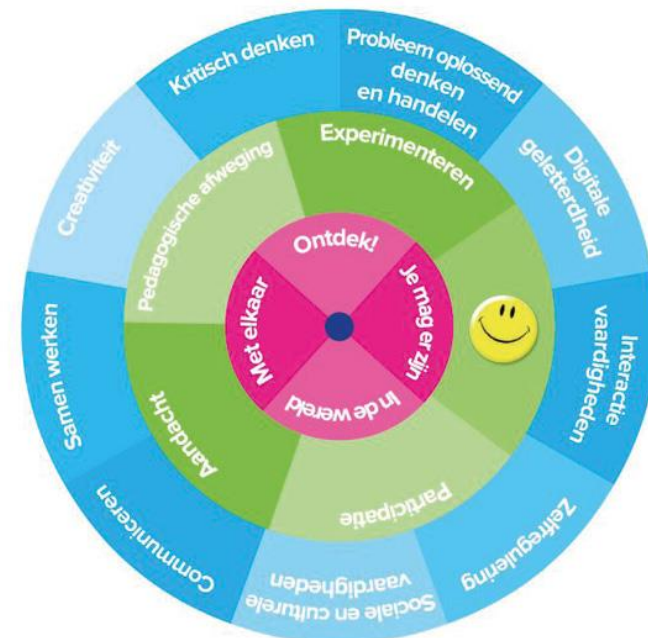 Kritisch denken
Probleem oplossend
denken
en handelen
Digitale
geletterdheid
Interactie
vaardigheden
Zelfregulering
Sociale en culturele
vaardigheden
Communiceren
Samen werken
Creativiteit
Experimenteren
Participatie
Aandacht
Pedagogische afweging
Ontdek!
Je mag er zijn
In de wereld
Met elkaar